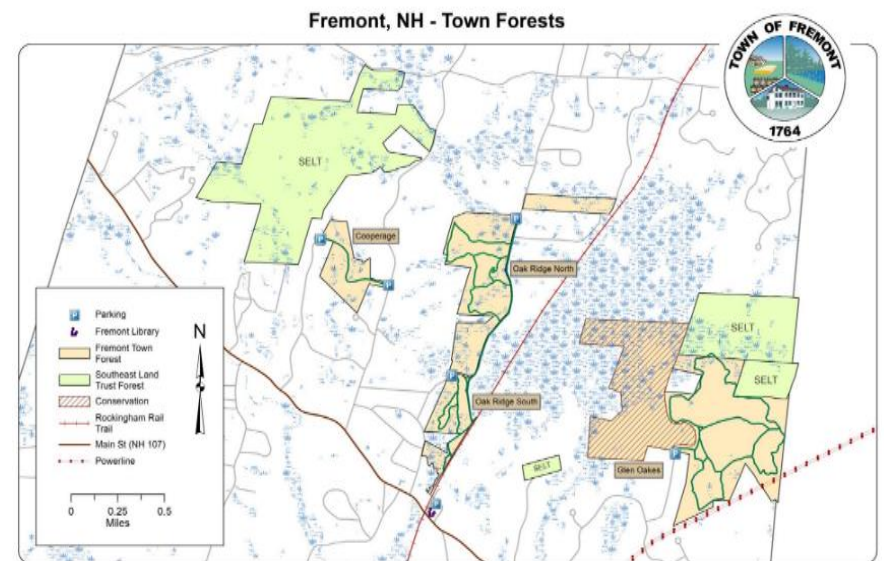 Fremont, NH - Town Forests
TOWN OF FREMONT
1764
SELT
Cooperage
P
P
P
Oak Ridge North
SELT
SELT
P
Oak Ridge South
SELT
P
Glen Oakes
P
N
P Parking
Fremont Library
Fremont Town
Forest
Southeast Land
Trust Forest
Conservation
Rockingham Rail
Trail
Main St (NH 107)
Powerline
0 0.25 0.5
Miles